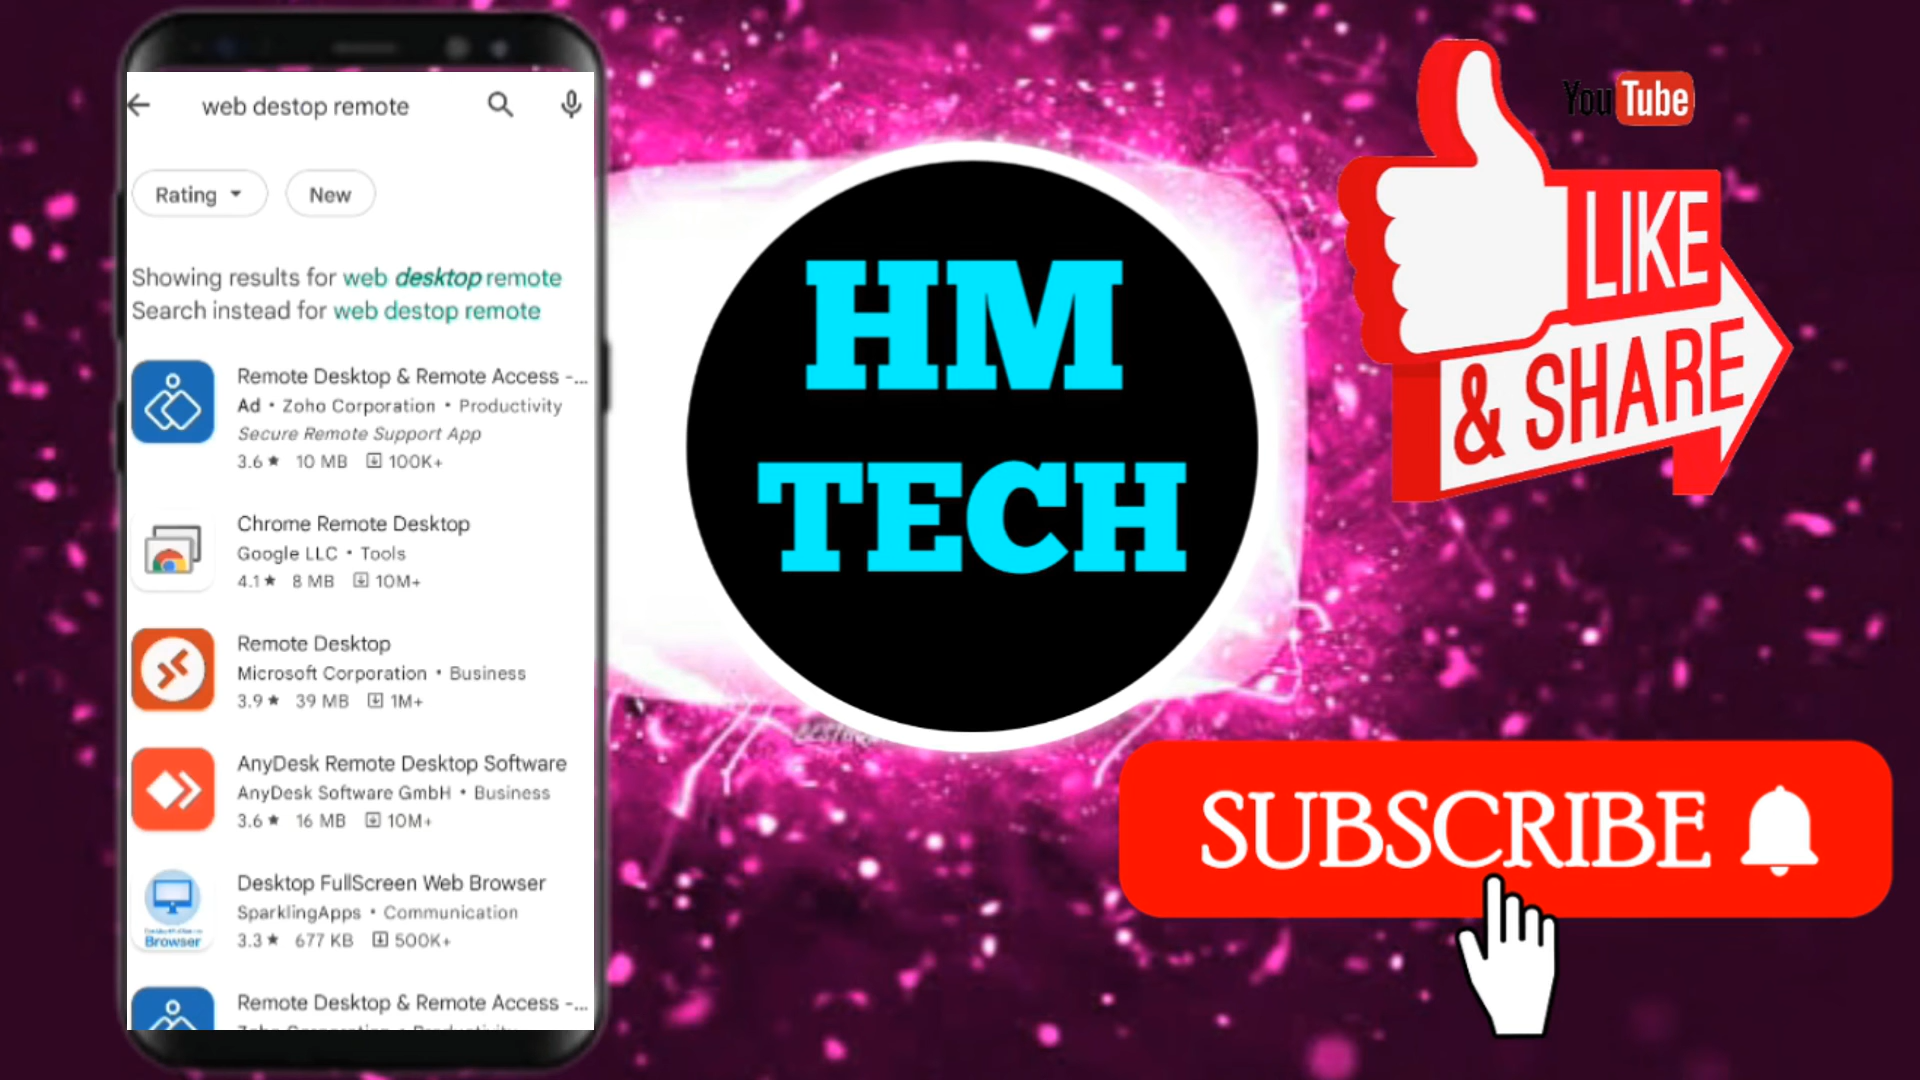 web destop remote
Rating
New
Showing results for web desktop remote
Search instead for web destop remote
Remote Desktop & Remote Access -...
Ad • Zoho Corporation • Productivity
Secure Remote Support App
3.6★ 10 MB 100K+
Chrome Remote Desktop
Google LLC • Tools
4.1★ 8 MB 10M+
Remote Desktop
Microsoft Corporation • Business
3.9★ 39 MB 1M+
AnyDesk Remote Desktop Software
AnyDesk Software GmbH • Business
3.6★ 16 MB 10M+
Desktop FullScreen Web Browser
SparklingApps • Communication
3.3★ 677 KB 500K+
Browser
Remote Desktop & Remote Access -...
HM
TECH
YouTube
LIKE
& SHARE
SUBSCRIBE